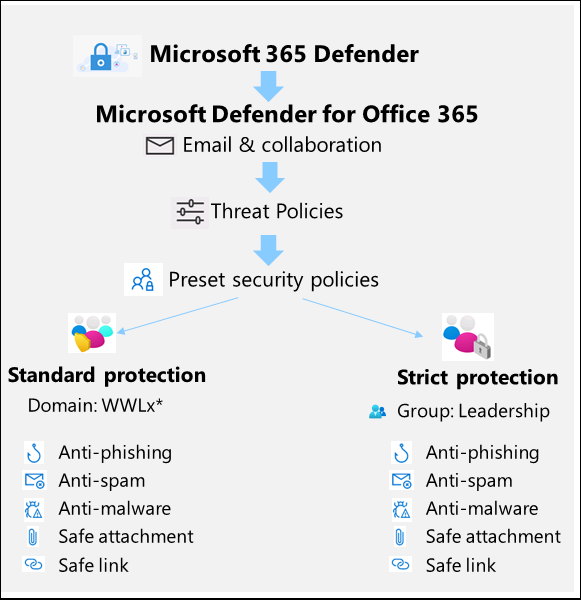 Microsoft 365 Defender
Microsoft Defender for Office 365
Email & collaboration
Threat Policies
Preset security policies
Standard protection
Domain: WWLx*
Anti-phishing
Anti-spam
Anti-malware
Safe attachment
Safe link
Strict protection
Group: Leadership
Anti-phishing
Anti-spam
Anti-malware
Safe attachment
Safe link